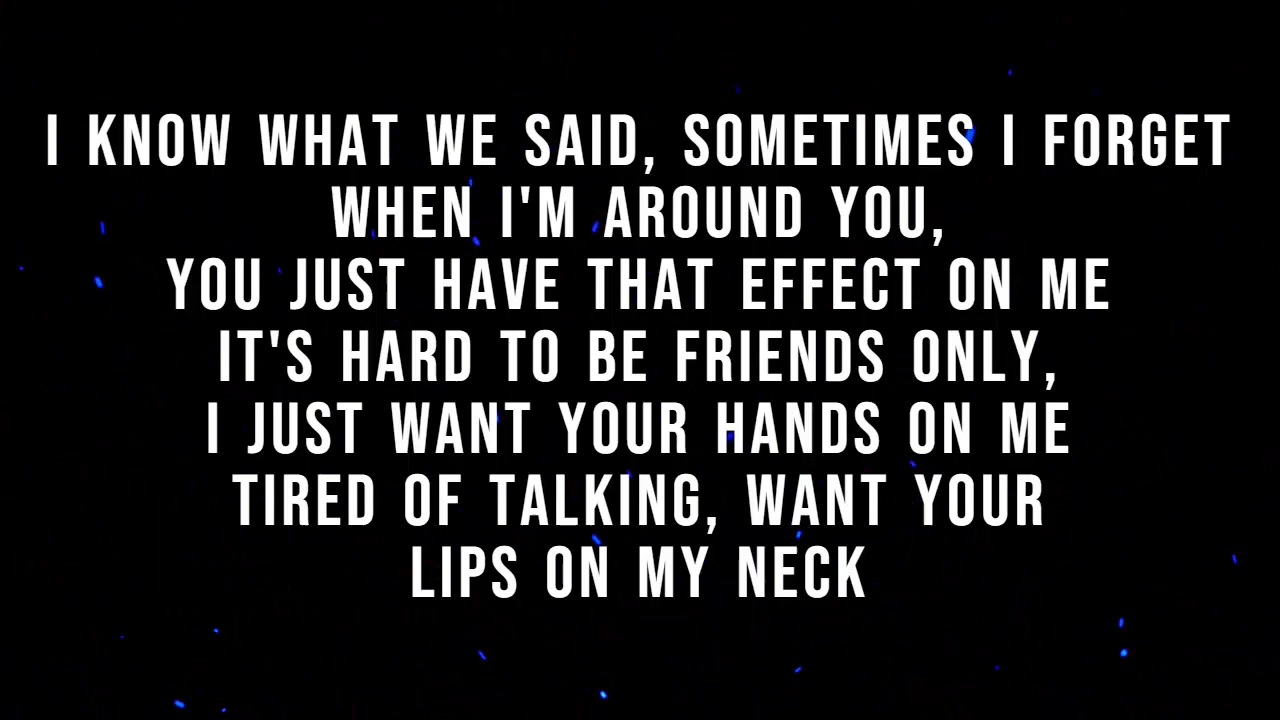 I KNOW WHAT WE SAID, SOMETIMES I FORGET
WHEN I'M AROUND YOU,
YOU JUST HAVE THAT EFFECT ON ME
IT'S HARD TO BE FRIENDS ONLY,
I JUST WANT YOUR HANDS ON ME
TIRED OF TALKING, WANT YOUR
LIPS ON MY NECK